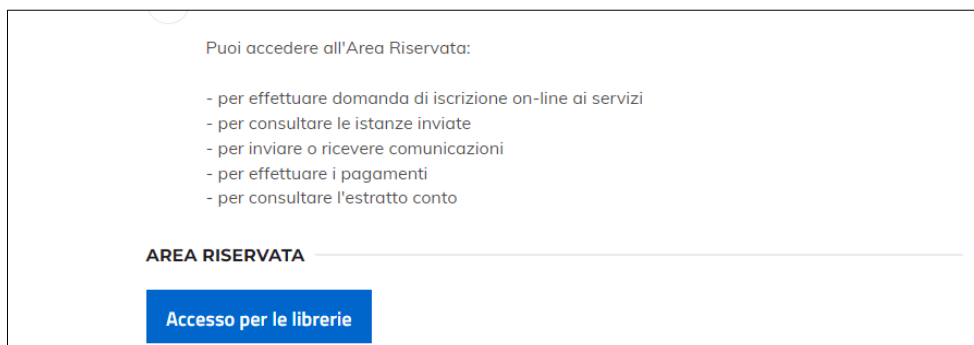 Puoi accedere all'Area Riservata:
- per effettuare domanda di iscrizione on-line ai servizi
- per consultare le istanze inviate
- per inviare o ricevere comunicazioni
- per effettuare i pagamenti
- per consultare l'estratto conto
AREA RISERVATA
Accesso per le librerie